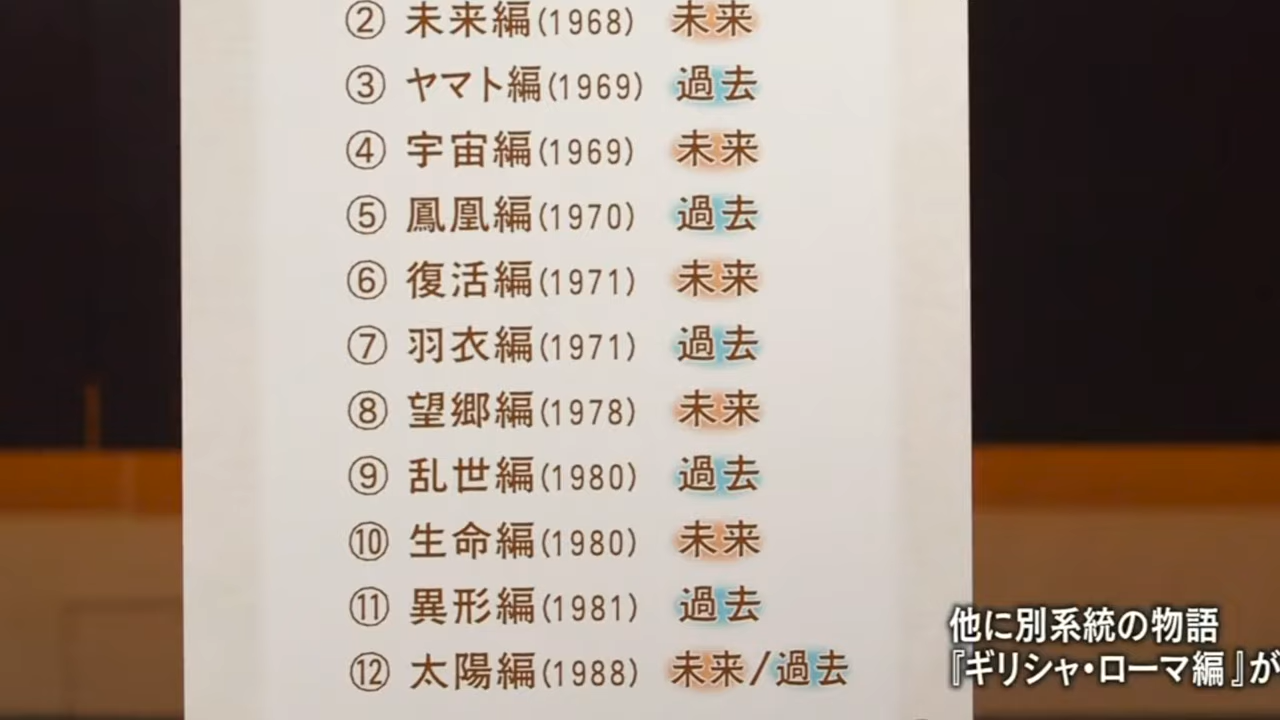 ② 未来編(1968) 未来
③ ヤマト編(1969) 過去
④ 宇宙編(1969) 未来
⑤ 鳳凰編(1970) 過去
⑥ 復活編(1971) 未来
⑦ 羽衣編(1971) 過去
⑧ 望郷編(1978) 未来
⑨ 乱世編(1980) 過去
⑩ 生命編(1980) 未来
⑪ 異形編(1981) 過去
⑫ 太陽編(1988) 未来/過去
他に別系統の物語
『ギリシャ・ローマ編』が